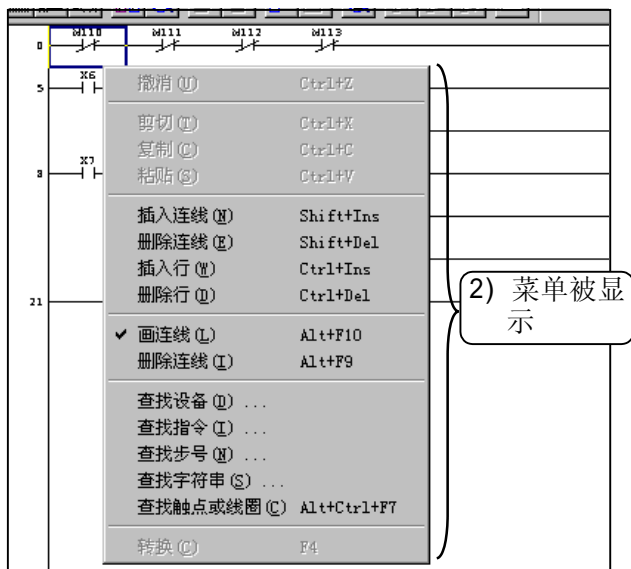 M110 M111 M112 M113
0
X6
5
X7
8
21
撤消(U) Ctrl+Z
剪切(T) Ctrl+X
复制(C) Ctrl+C
粘贴(S) Ctrl+V
插入连线(N) Shift+Ins
删除连线(E) Shift+Del
插入行(W) Ctrl+Ins
删除行(D) Ctrl+Del
画连线(L) Alt+F10
删除连线(I) Alt+F9
查找设备(D) ...
查找指令(I) ...
查找步号(N) ...
查找字符串(S) ...
查找触点或线圈(C) Alt+Ctrl+F7
转换(C) F4
2) 菜单被显
示